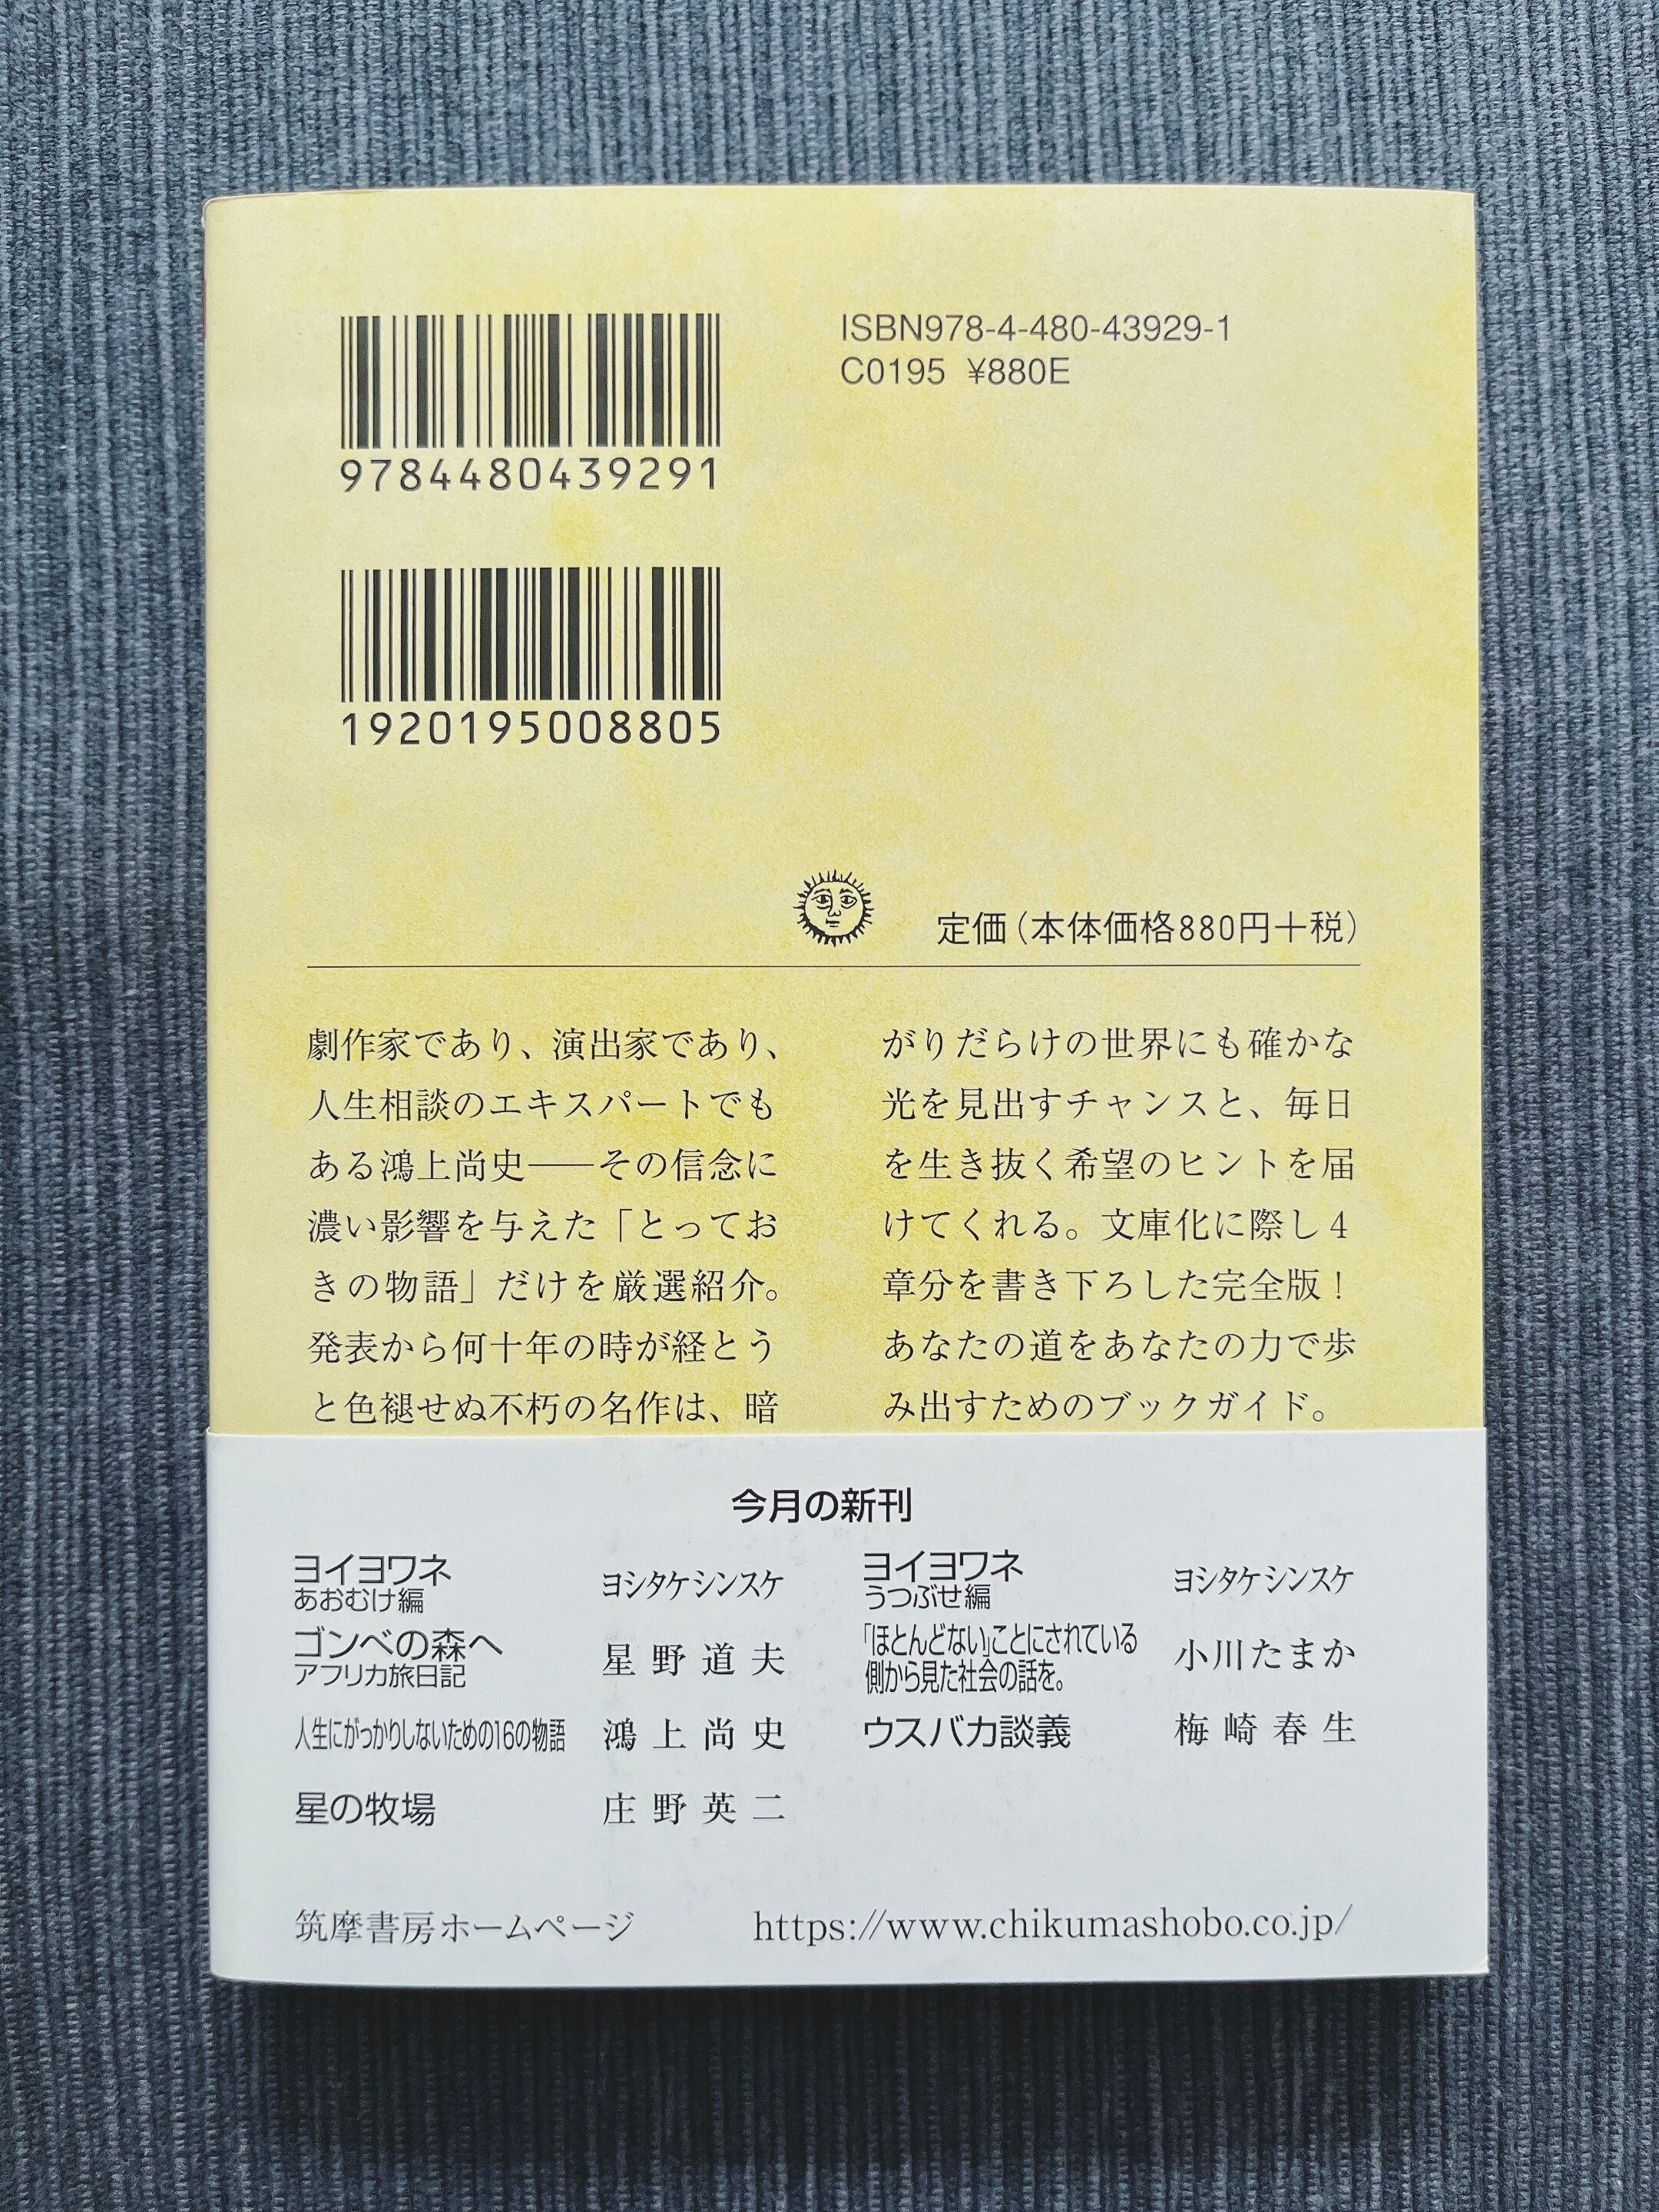 9784480439291
ISBN978-4-480-43929-1
C0195 ¥880E
1920195008805
定価(本体価格880円+税)
劇作家であり、演出家であり、
人生相談のエキスパートでも
ある鴻上尚史――その信念に
濃い影響を与えた「とってお
きの物語」だけを厳選紹介。
発表から何十年の時が経とう
と色褪せぬ不朽の名作は、暗
がりだらけの世界にも確かな
光を見出すチャンスと、毎日
を生き抜く希望のヒントを届
けてくれる。文庫化に際し4
章分を書き下ろした完全版！
あなたの道をあなたの力で歩
み出すためのブックガイド。
今月の新刊
ヨイヨワネ
あおむけ編
ヨシタケシンスケ
ゴンベの森へ
アフリカ旅日記
星野道夫
人生にがっかりしないための16の物語 鴻上尚史
星の牧場 庄野英二
ヨイヨワネ
うつぶせ編
ヨシタケシンスケ
「ほとんどない」ことにされている
側から見た社会の話を。
小川たまか
ウスバカ談義 梅崎春生
筑摩書房ホームページ https://www.chikumashobo.co.jp/